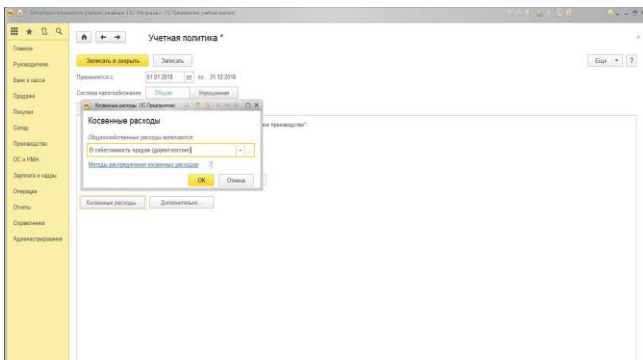 Учетная политика *
Главное
Руководителю
Записать и закрыть
Записать
Еще
?
Банк и касса
Применяется с:
01.01.2018
по: 31.12.2018
Продажи
Система налогообложения:
Общая
Упрощенная
Покупки
Косвенные расходы (1С:Предприятие)
Склад
Косвенные расходы
Производство
Общехозяйственные расходы включаются:
ОС и НМА
В себестоимость продаж (директ-костинг)
Зарплата и кадры
Методы распределения косвенных расходов
?
Операции
ОК
Отмена
Отчеты
Косвенные расходы...
Дополнительно...
Справочники
Администрирование